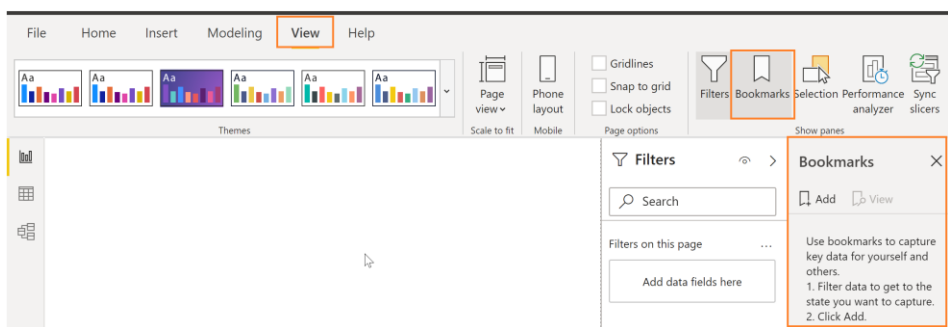 File Home Insert Modeling View Help
Aa Aa Aa Aa Aa Aa
Themes
Page
view
Scale to fit
Phone
layout
Mobile
Gridlines
Snap to grid
Lock objects
Page options
Filters Bookmarks Selection Performance
analyzer Sync
slicers
Show panes
Filters
Search
Filters on this page ...
Add data fields here
Bookmarks
Add View
Use bookmarks to capture
key data for yourself and
others.
1. Filter data to get to the
state you want to capture.
2. Click Add.